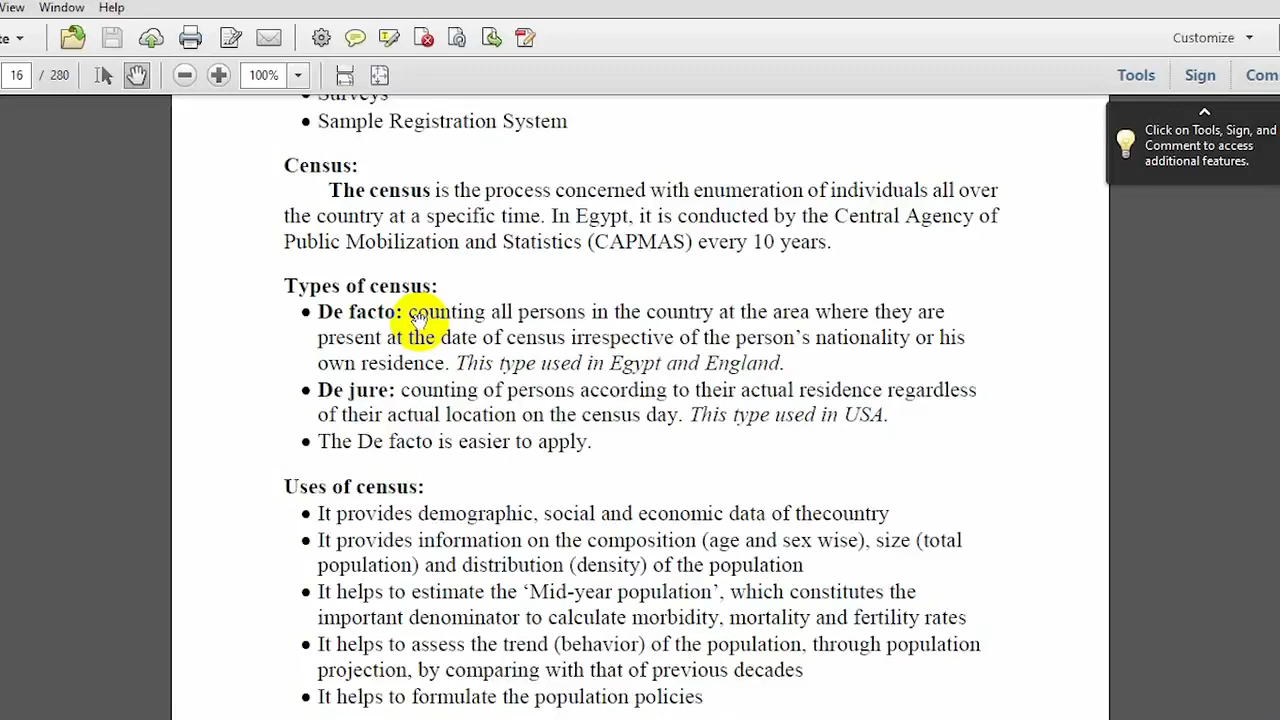 View Window Help
Customize
16 / 280 100% Tools Sign Com
Surveys
• Sample Registration System
Click on Tools, Sign, and
Comment to access
additional features.
Census:
The census is the process concerned with enumeration of individuals all over
the country at a specific time. In Egypt, it is conducted by the Central Agency of
Public Mobilization and Statistics (CAPMAS) every 10 years.
Types of census:
• De facto: counting all persons in the country at the area where they are
present at the date of census irrespective of the person's nationality or his
own residence. This type used in Egypt and England.
• De jure: counting of persons according to their actual residence regardless
of their actual location on the census day. This type used in USA.
• The De facto is easier to apply.
Uses of census:
• It provides demographic, social and economic data of thecountry
• It provides information on the composition (age and sex wise), size (total
population) and distribution (density) of the population
• It helps to estimate the 'Mid-year population', which constitutes the
important denominator to calculate morbidity, mortality and fertility rates
• It helps to assess the trend (behavior) of the population, through population
projection, by comparing with that of previous decades
• It helps to formulate the population policies